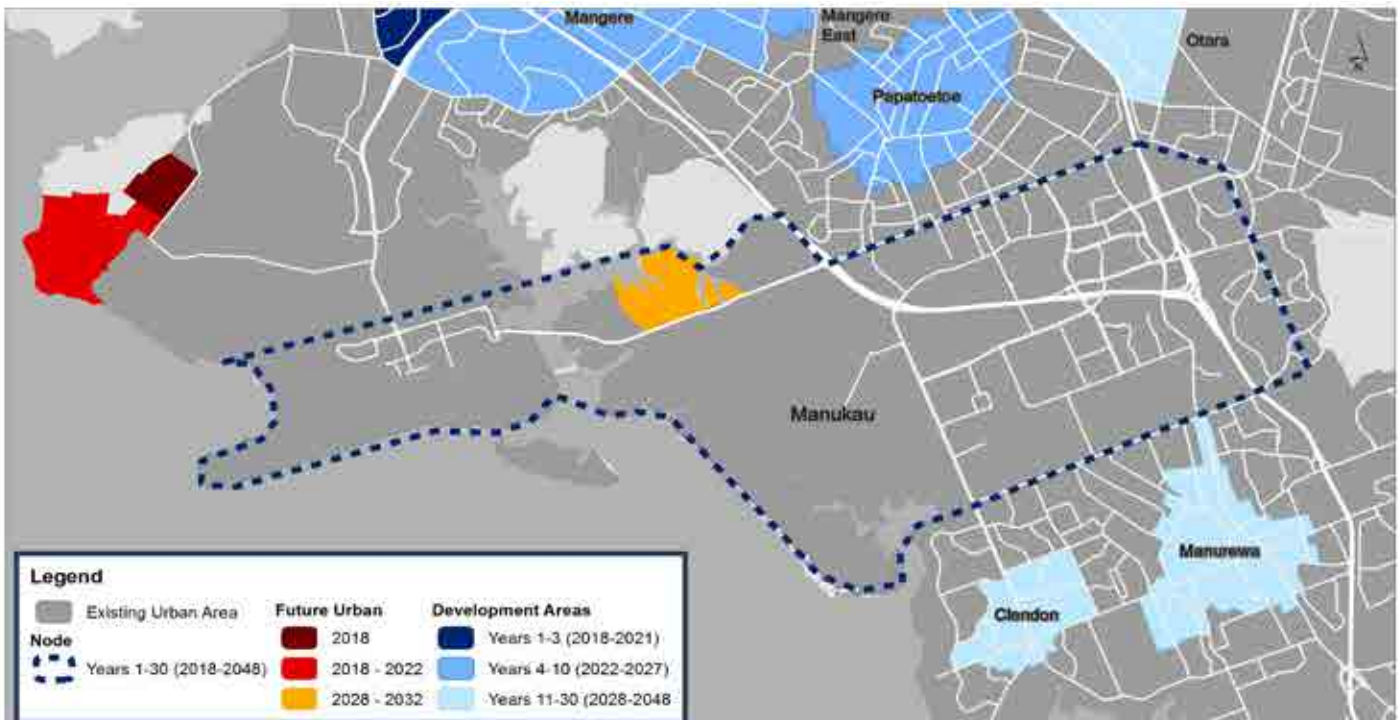 Mangere
Mangere
East
Otara
Papatoetoe
Manukau
Manurewa
Clendon
Legend
Existing Urban Area
Node
Years 1-30 (2018-2048)
Future Urban
2018
2018 - 2022
2028 - 2032
Development Areas
Years 1-3 (2018-2021)
Years 4-10 (2022-2027)
Years 11-30 (2028-2048